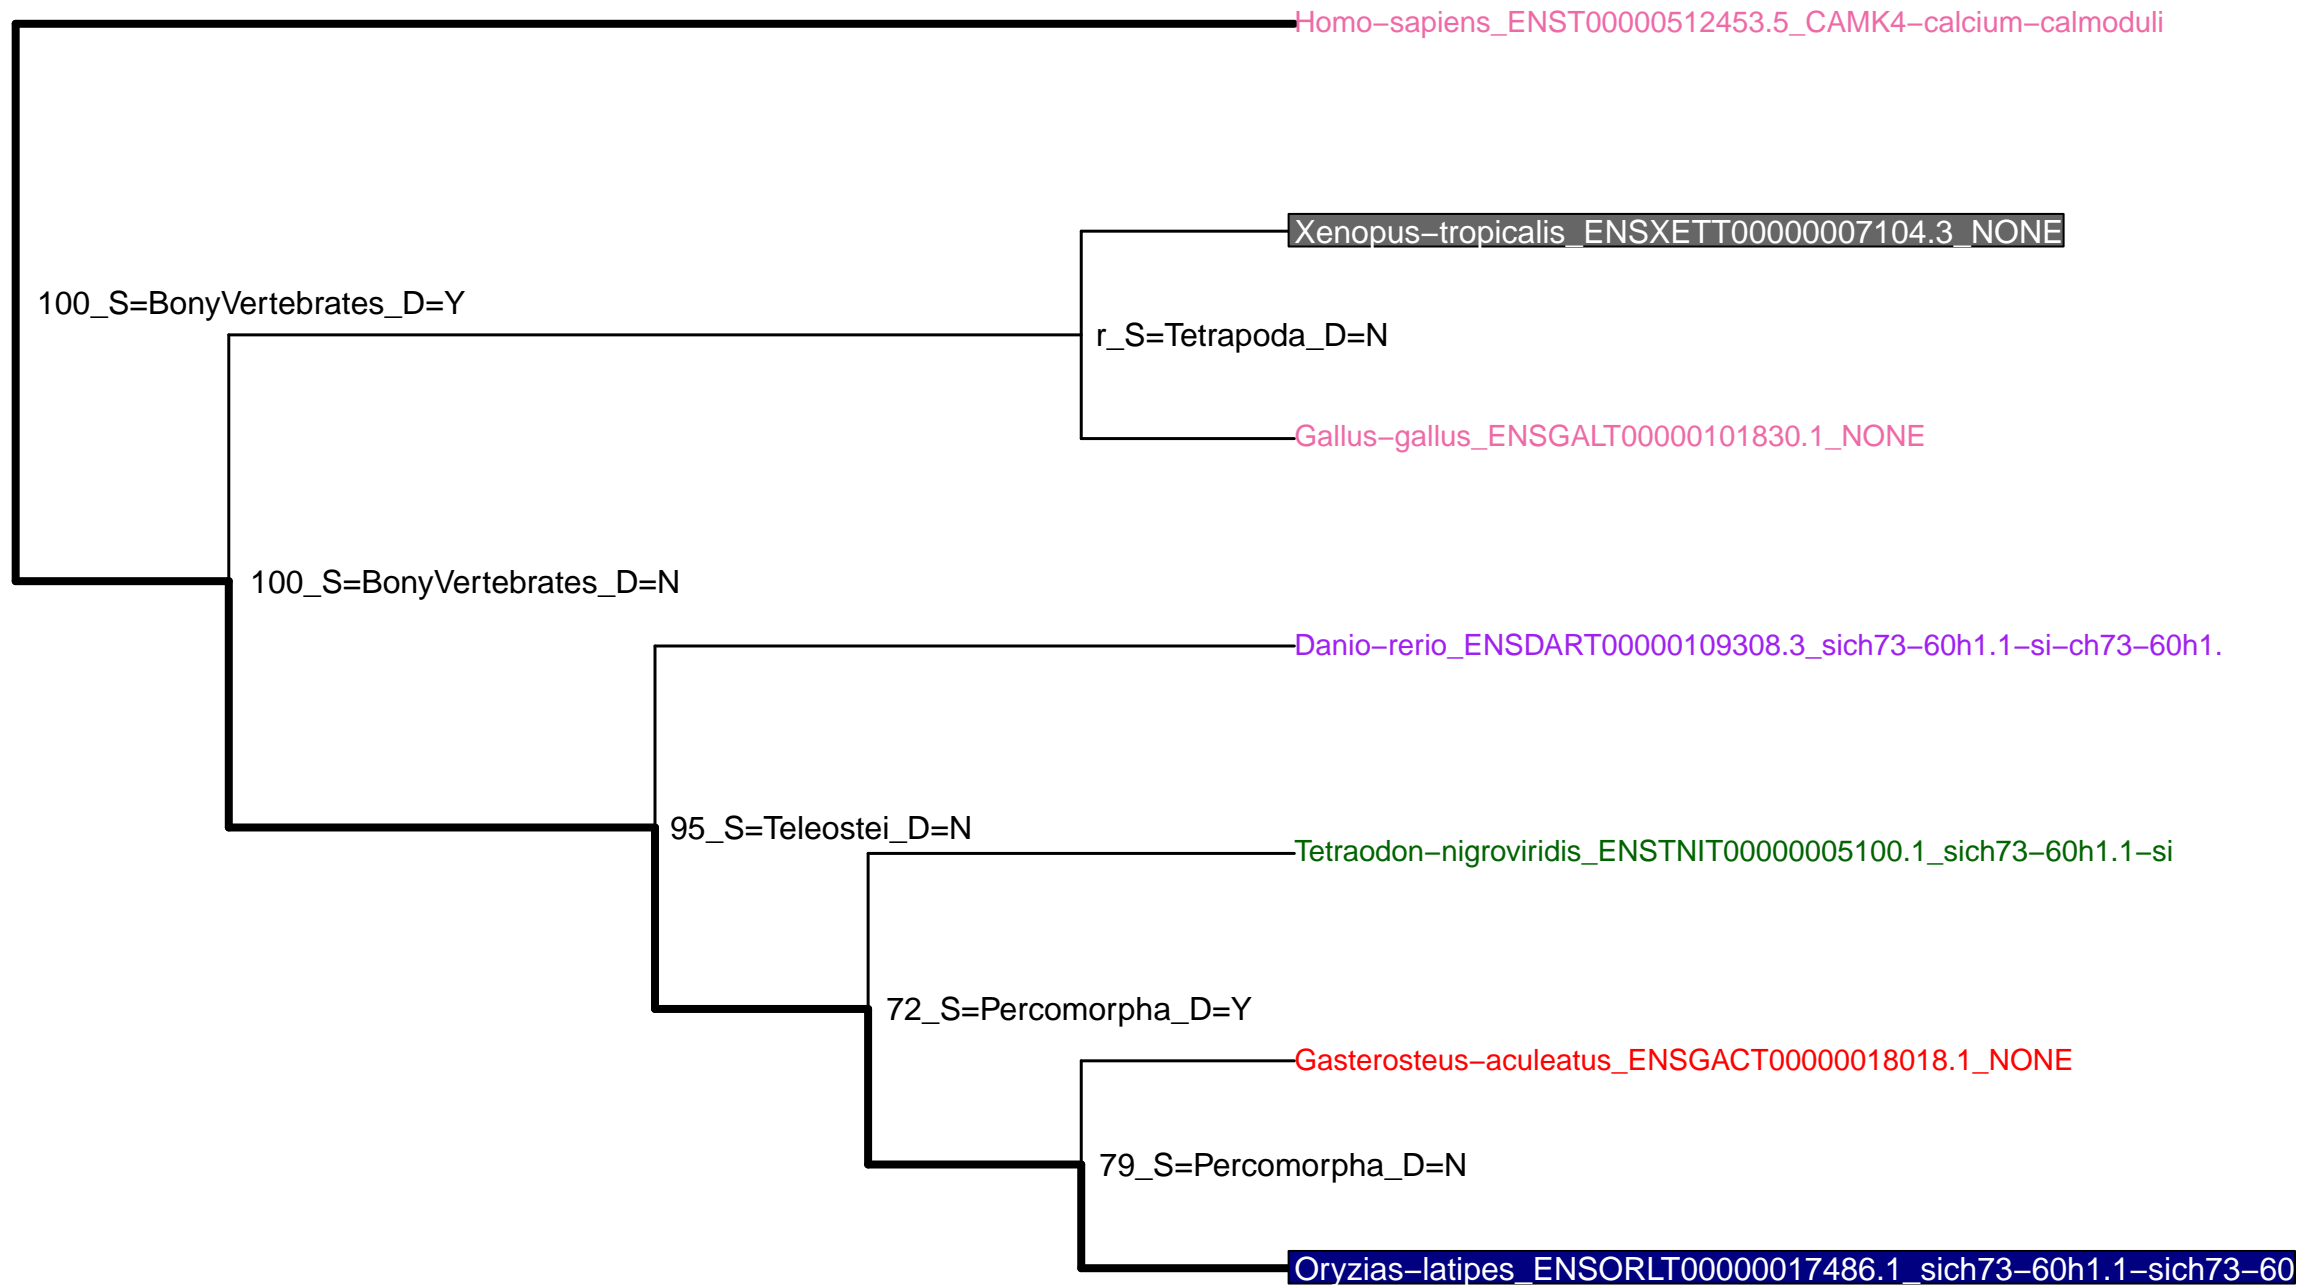 Homo−sapiens_ENST00000512453.5_CAMK4−calcium−calmoduli
Xenopus−tropicalis_ENSXETT00000007104.3_NONE
100_S=BonyVertebrates_D=Y
r_S=Tetrapoda_D=N
Gallus−gallus_ENSGALT00000101830.1_NONE
100_S=BonyVertebrates_D=N
Danio−rerio_ENSDART00000109308.3_sich73−60h1.1−si−ch73−60h1.
95_S=Teleostei_D=N
Tetraodon−nigroviridis_ENSTNIT00000005100.1_sich73−60h1.1−si
72_S=Percomorpha_D=Y
Gasterosteus−aculeatus_ENSGACT00000018018.1_NONE
79_S=Percomorpha_D=N
Oryzias−latipes_ENSORLT00000017486.1_sich73−60h1.1−sich73−60